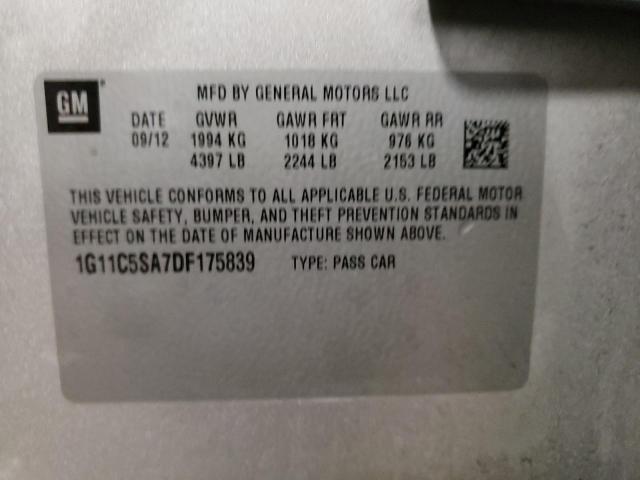 GM
MFD BY GENERAL MOTORS LLC
DATE GVWR GAWR FRT GAWR RR
09/12 1994 KG 1018 KG 976 KG
4397 LB 2244 LB 2153 LB
THIS VEHICLE CONFORMS TO ALL APPLICABLE U.S. FEDERAL MOTOR
VEHICLE SAFETY, BUMPER, AND THEFT PREVENTION STANDARDS IN
EFFECT ON THE DATE OF MANUFACTURE SHOWN ABOVE.
1G11C5SA7DF175839 TYPE: PASS CAR